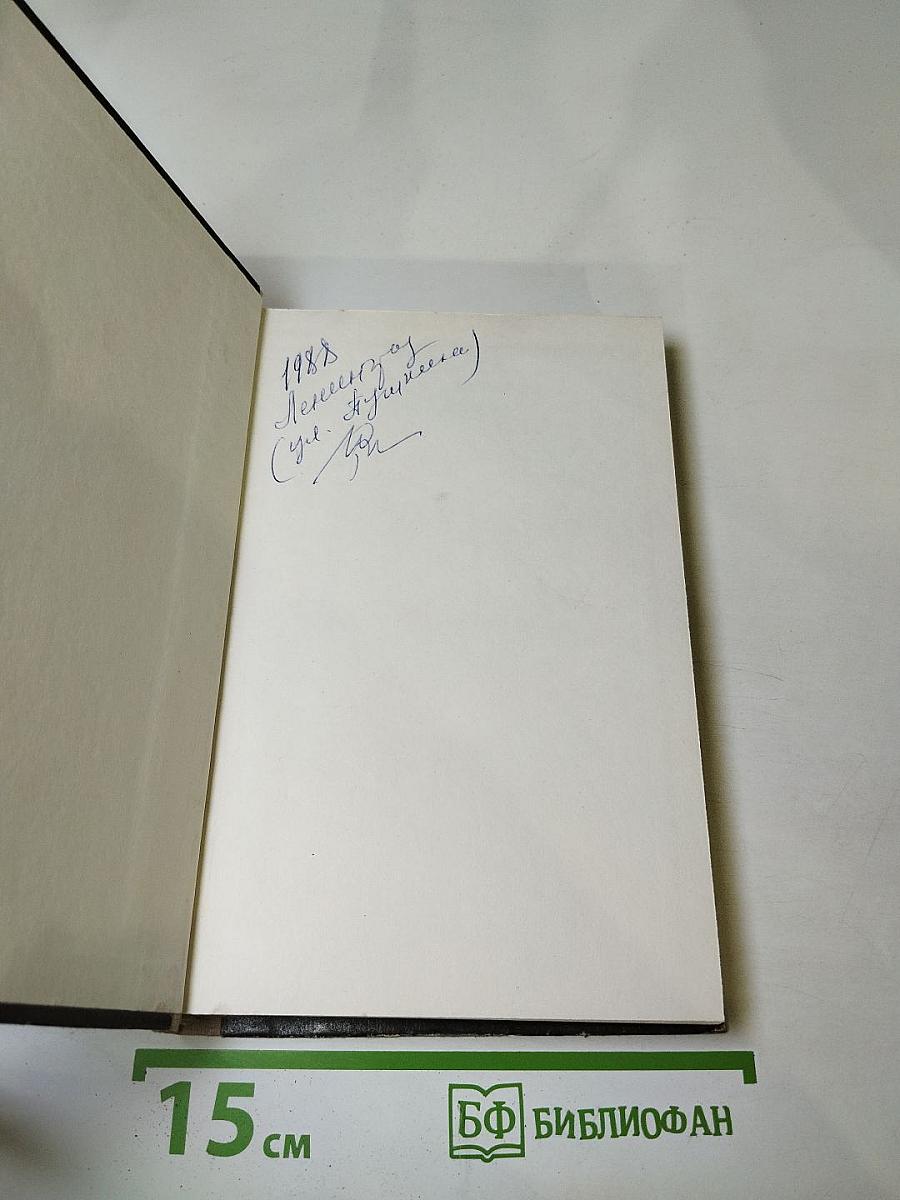 1988
Ленинград
(ул. Пушкина)
15 см
БФ БИБЛИОФАН